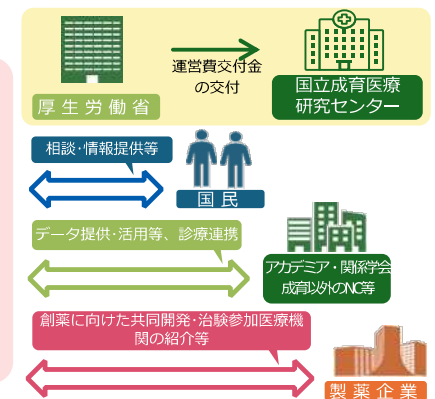 運営費交付金
の交付
厚生労働省
国立成育医療
研究センター
相談・情報提供等
国民
データ提供・活用等、診療連携
アカデミア・関係学会
成育以外のNC等
創薬に向けた共同開発・治験参加医療機
関の紹介等
製薬企業